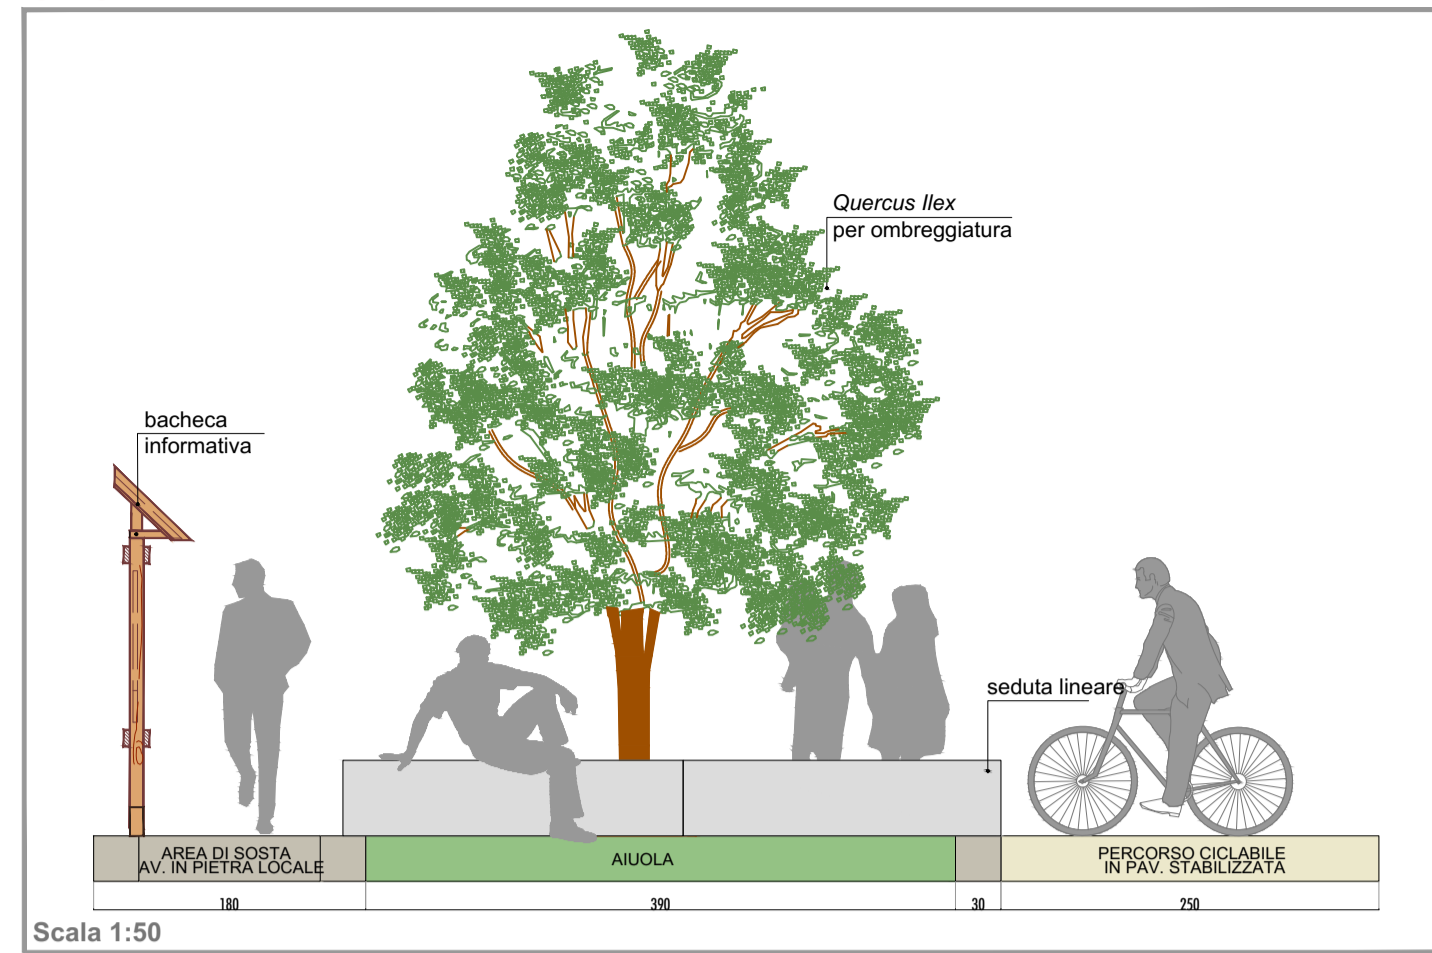 Quercus Ilex
per ombreggiatura
bacheca
informativa
seduta lineare
AREA DI SOSTA
AV. IN PIETRA LOCALE
AIUOLA
PERCORSO CICLABILE
IN PAV. STABILIZZATA
180
390
30
250
Scala 1:50